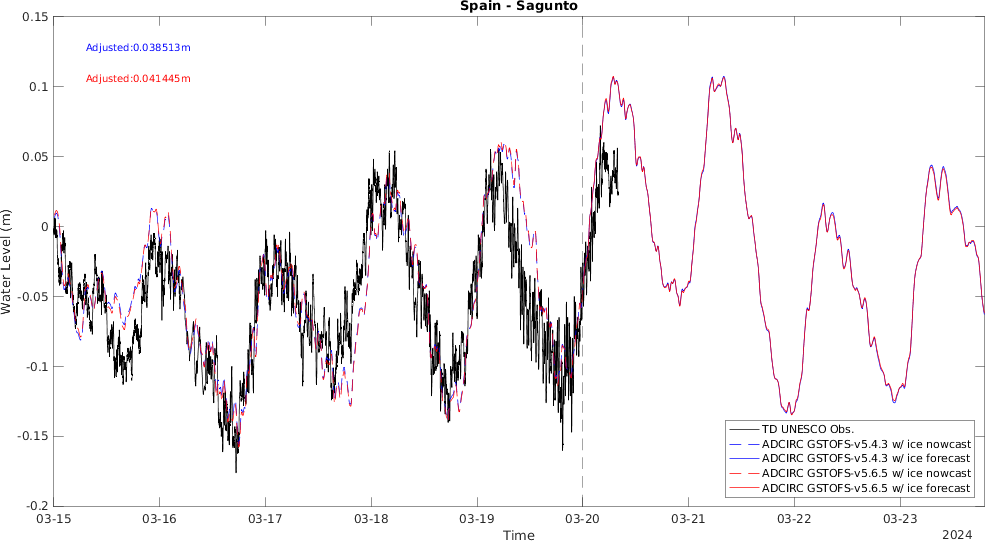 Spain - Sagunto
0.15
0.1
0.05
0
-0.05
-0.1
-0.15
-0.2
Water Level (m)
Adjusted:0.038513m
Adjusted:0.041445m
TD UNESCO Obs.
ADCIRC GSTOFS-v5.4.3 w/ ice nowcast
ADCIRC GSTOFS-v5.4.3 w/ ice forecast
ADCIRC GSTOFS-v5.6.5 w/ ice nowcast
ADCIRC GSTOFS-v5.6.5 w/ ice forecast
03-15 03-16 03-17 03-18 03-19 03-20 03-21 03-22 03-23
Time
2024